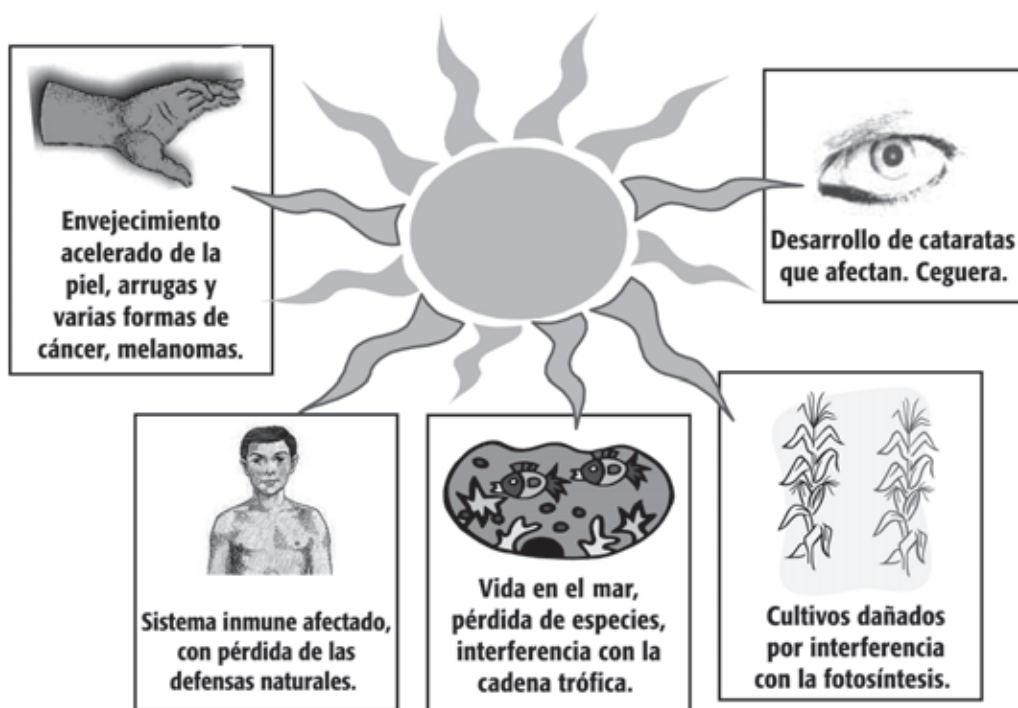 Envejecimiento
acelerado de la
piel, arrugas y
varias formas de
cáncer, melanomas.
Desarrollo de cataratas
que afectan. Ceguera.
Sistema inmune afectado,
con pérdida de las
defensas naturales.
Vida en el mar,
pérdida de especies,
interferencia con la
cadena trófica.
Cultivos dañados
por interferencia
con la fotosíntesis.